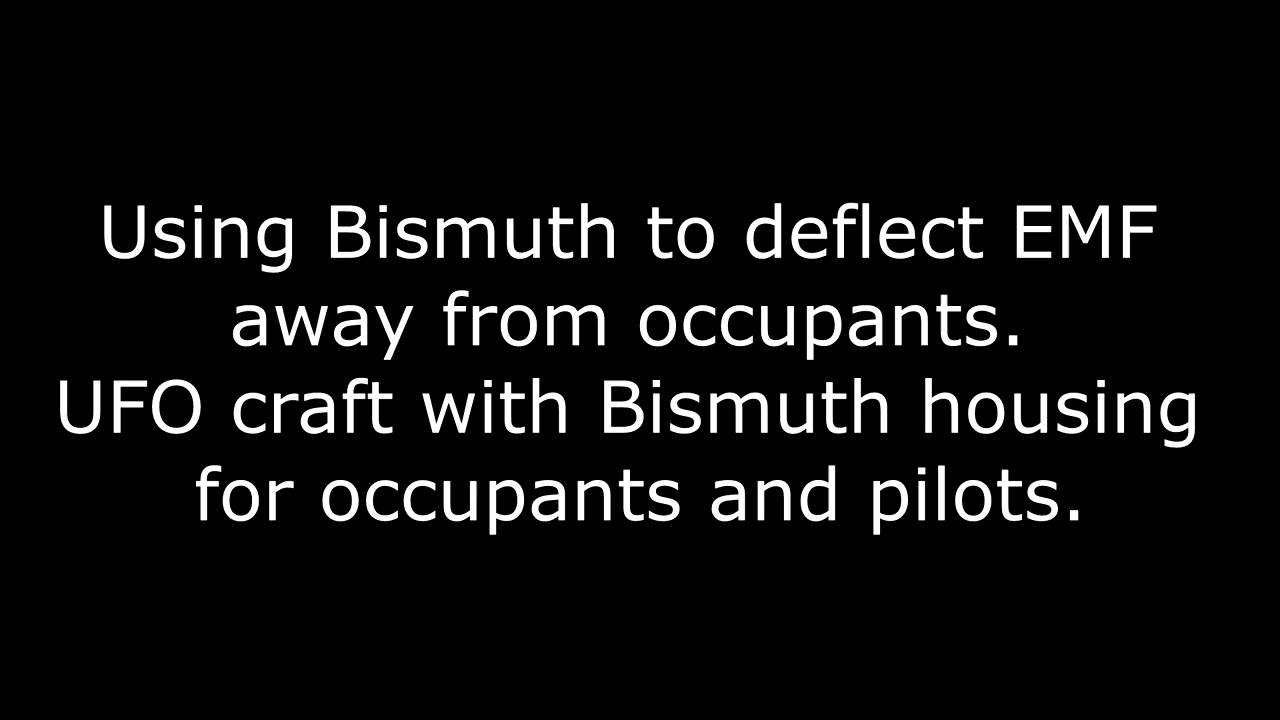 Using Bismuth to deflect EMF
away from occupants.
UFO craft with Bismuth housing
for occupants and pilots.